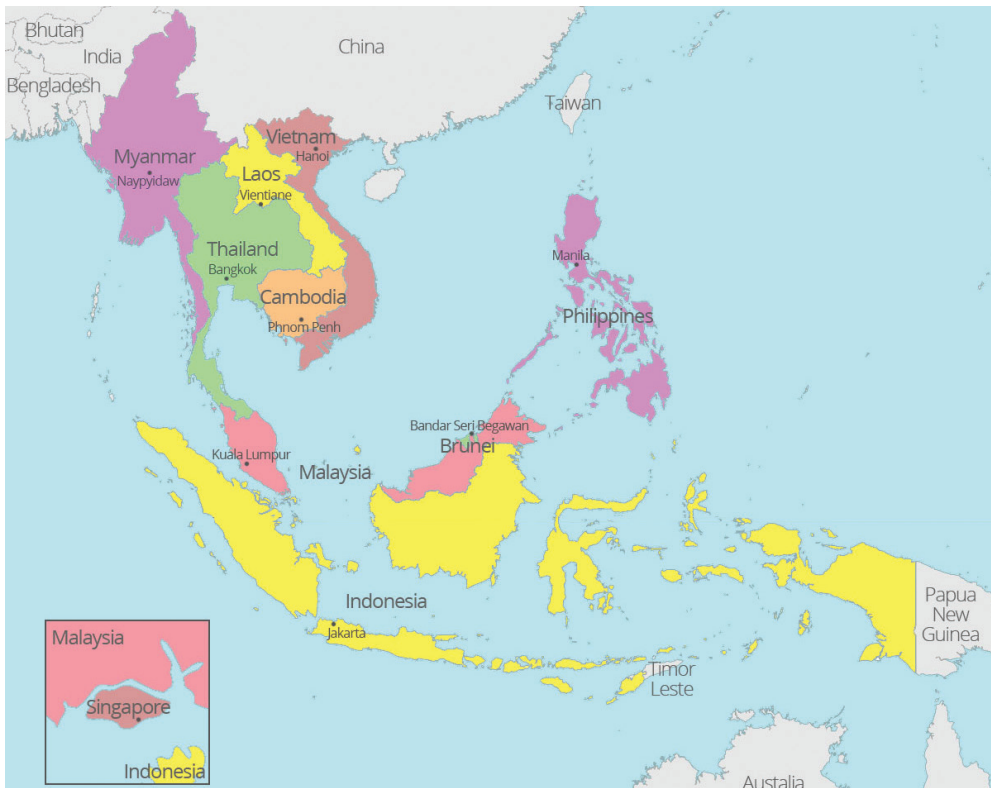 Bhutan
India
China
Bengladesh
Taiwan
Vietnam
Hanoi
Myanmar
Naypyidaw
Laos
Vientiane
Thailand
Bangkok
Manila
Cambodia
Phnom Penh
Philippines
Bandar Seri Begawan
Brunei
Kuala Lumpur
Malaysia
Indonesia
Jakarta
Papua
New
Guinea
Timor
Leste
Malaysia
Singapore
Indonesia
Austalia